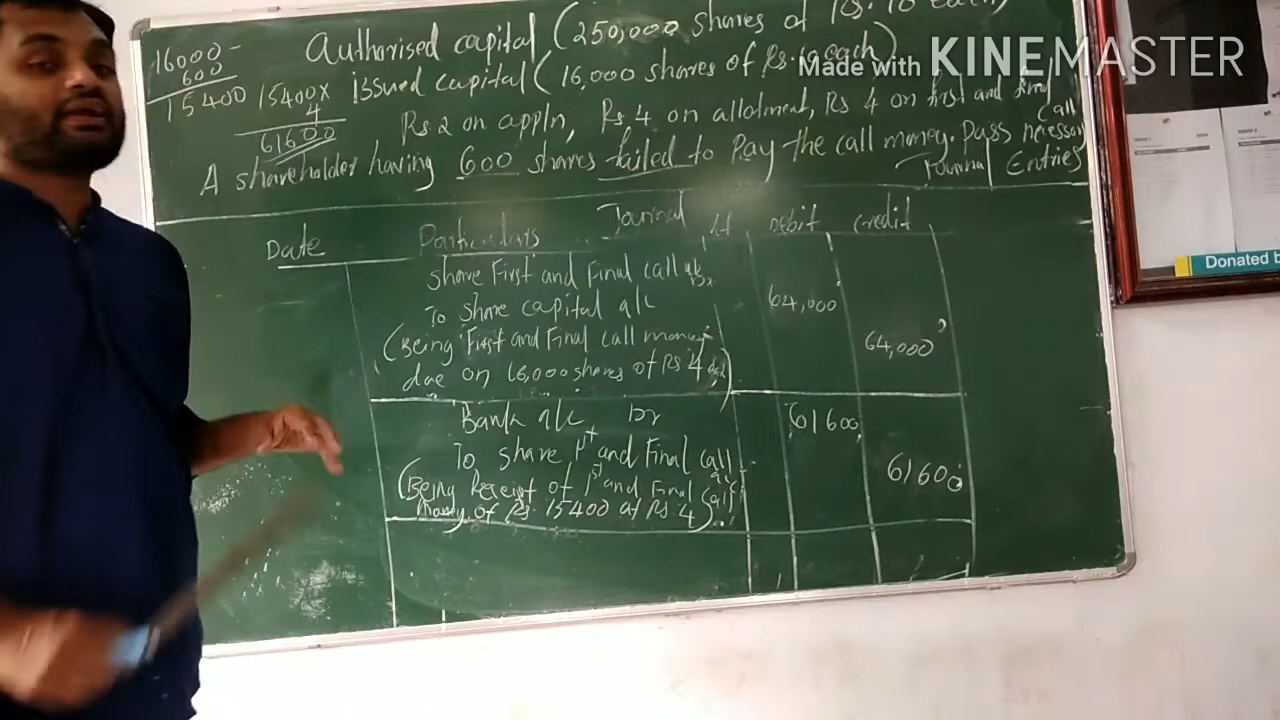 16000 -
600
15400
15400 x
4
61600
Authorised capital (250,000 shares of Rs. 10 each)
Issued capital (16,000 shares of Rs. 10 each)
Rs 2 on appln, Rs 4 on allotment, Rs 4 on first and final call
A shareholder having 600 shares failed to Pay the call money. Pass necessary
Journal Entries
Journal
Date Particulars Lf Debit Credit
Share First and Final call a/c Dr
64,000
To share capital a/c
64,000
(Being First and Final call money
due on 16,000 shares of Rs 4
Bank a/c Dr
61600
To share 1st and Final call
61600
(Being Receipt of 1st and Final call
money of Rs. 15400 at Rs. 4)
Made with KINEMASTER
Donated b